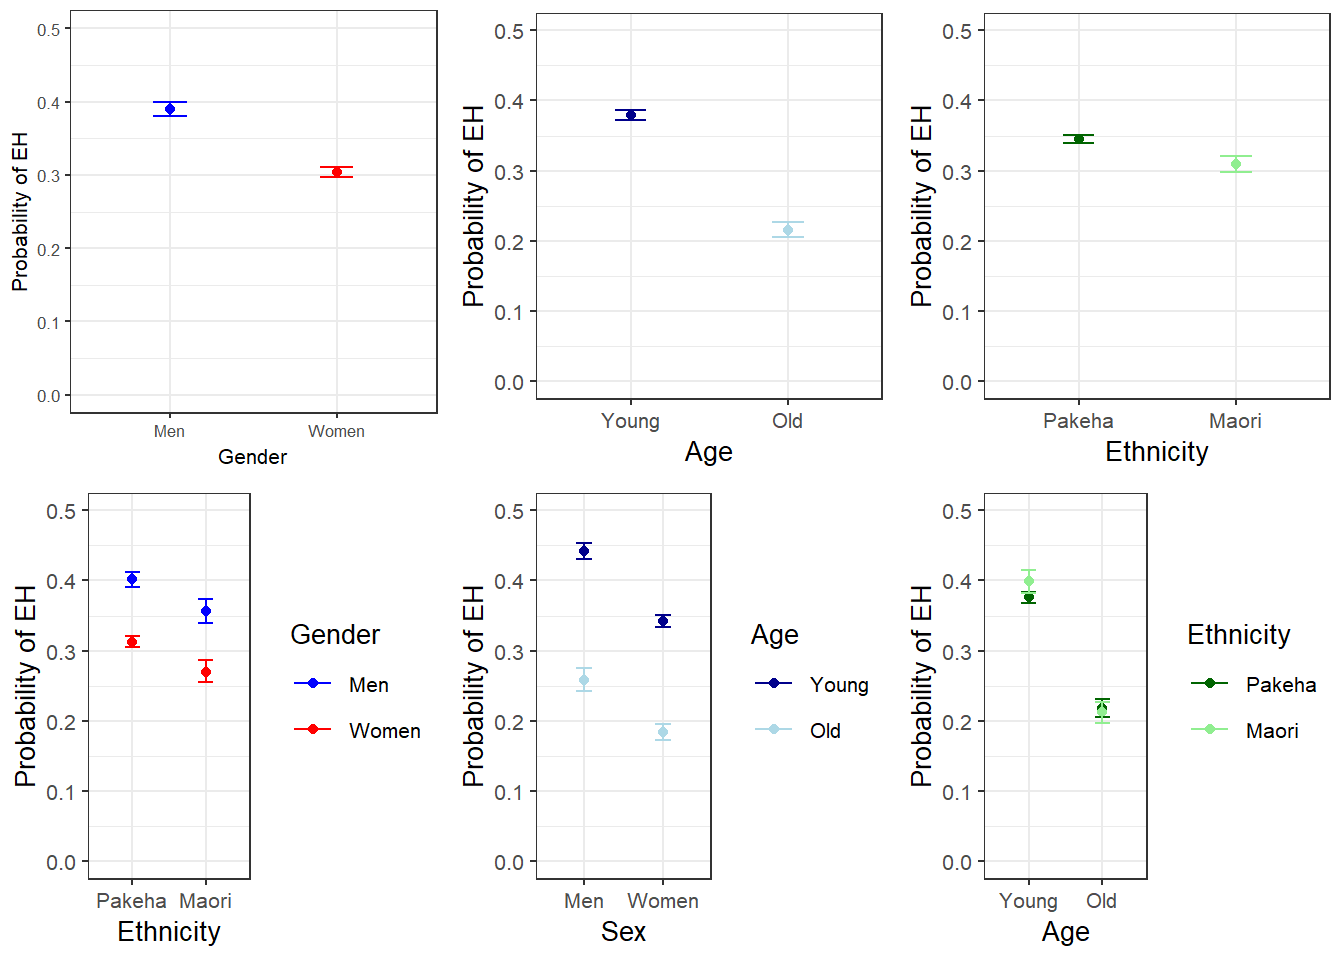 0.5
0.4
0.3
0.2
0.1
0.0
Probability of EH
Men Women
Gender
0.5
0.4
0.3
0.2
0.1
0.0
Probability of EH
Young Old
Age
0.5
0.4
0.3
0.2
0.1
0.0
Probability of EH
Pakeha Maori
Ethnicity
0.5
0.4
0.3
0.2
0.1
0.0
Probability of EH
Pakeha Maori
Ethnicity
Gender
Men
Women
0.5
0.4
0.3
0.2
0.1
0.0
Probability of EH
Men Women
Sex
Age
Young
Old
0.5
0.4
0.3
0.2
0.1
0.0
Probability of EH
Young Old
Age
Ethnicity
Pakeha
Maori